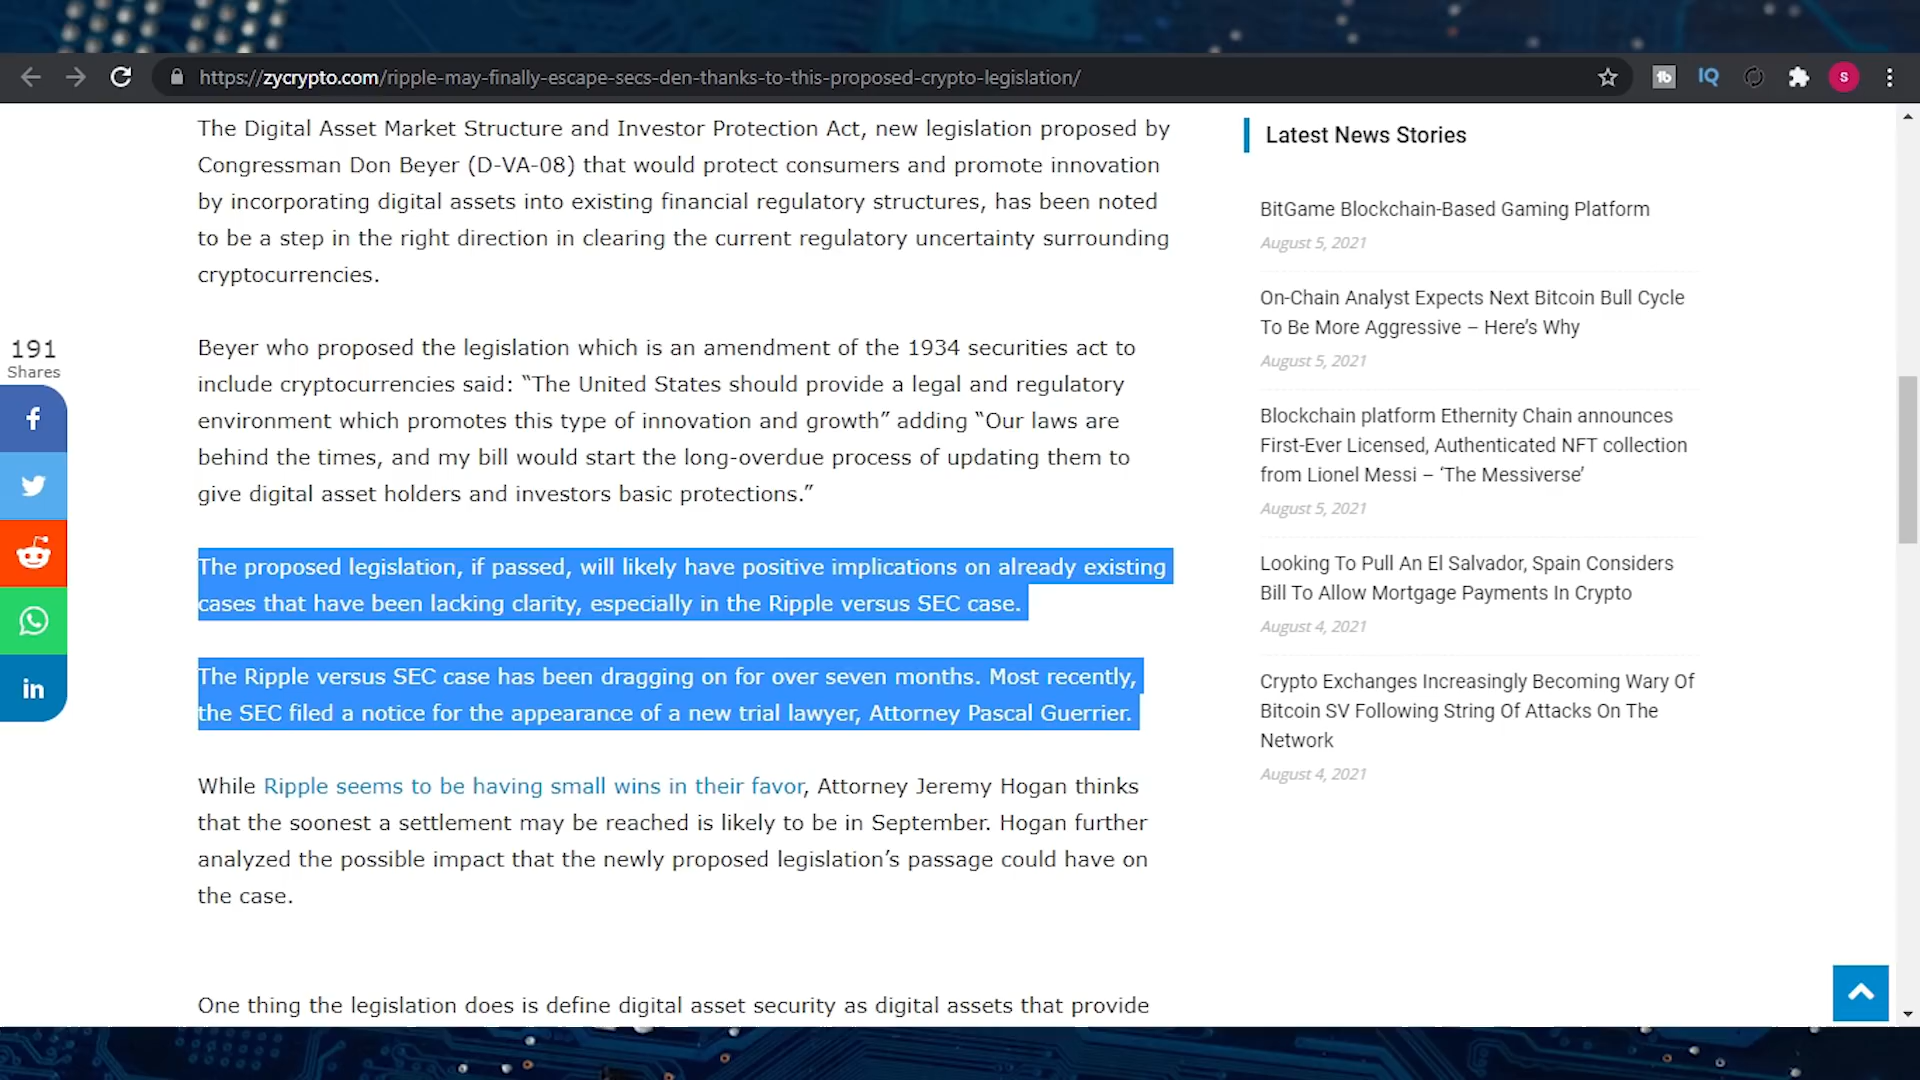 https://zycrypto.com/ripple-may-finally-escape-secs-den-thanks-to-this-proposed-crypto-legislation/
tb
IQ
S
The Digital Asset Market Structure and Investor Protection Act, new legislation proposed by
Congressman Don Beyer (D-VA-08) that would protect consumers and promote innovation
by incorporating digital assets into existing financial regulatory structures, has been noted
to be a step in the right direction in clearing the current regulatory uncertainty surrounding
cryptocurrencies.
191
Shares
f
in
Beyer who proposed the legislation which is an amendment of the 1934 securities act to
include cryptocurrencies said: “The United States should provide a legal and regulatory
environment which promotes this type of innovation and growth” adding “Our laws are
behind the times, and my bill would start the long-overdue process of updating them to
give digital asset holders and investors basic protections.”
The proposed legislation, if passed, will likely have positive implications on already existing
cases that have been lacking clarity, especially in the Ripple versus SEC case.
The Ripple versus SEC case has been dragging on for over seven months. Most recently,
the SEC filed a notice for the appearance of a new trial lawyer, Attorney Pascal Guerrier.
While Ripple seems to be having small wins in their favor, Attorney Jeremy Hogan thinks
that the soonest a settlement may be reached is likely to be in September. Hogan further
analyzed the possible impact that the newly proposed legislation’s passage could have on
the case.
One thing the legislation does is define digital asset security as digital assets that provide
Latest News Stories
BitGame Blockchain-Based Gaming Platform
August 5, 2021
On-Chain Analyst Expects Next Bitcoin Bull Cycle
To Be More Aggressive – Here’s Why
August 5, 2021
Blockchain platform Ethernity Chain announces
First-Ever Licensed, Authenticated NFT collection
from Lionel Messi – ‘The Messiverse’
August 5, 2021
Looking To Pull An El Salvador, Spain Considers
Bill To Allow Mortgage Payments In Crypto
August 4, 2021
Crypto Exchanges Increasingly Becoming Wary Of
Bitcoin SV Following String Of Attacks On The
Network
August 4, 2021